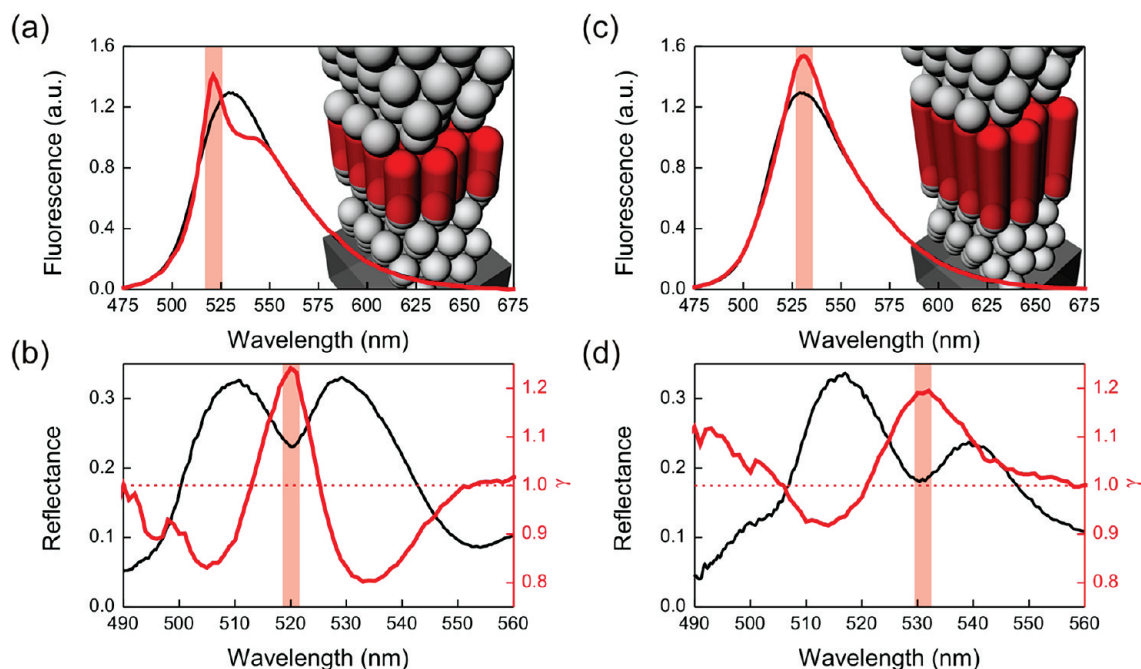 (a)
Fluorescence (a.u.)
1.6
1.2
0.8
0.4
0.0
475 500 525 550 575 600 625 650 675
Wavelength (nm)
(c)
Fluorescence (a.u.)
1.6
1.2
0.8
0.4
0.0
475 500 525 550 575 600 625 650 675
Wavelength (nm)
(b)
Reflectance
0.3
0.2
0.1
0.0
1.2
1.1
1.0
0.9
0.8
γ
490 500 510 520 530 540 550 560
Wavelength (nm)
(d)
Reflectance
0.3
0.2
0.1
0.0
1.2
1.1
1.0
0.9
0.8
γ
490 500 510 520 530 540 550 560
Wavelength (nm)